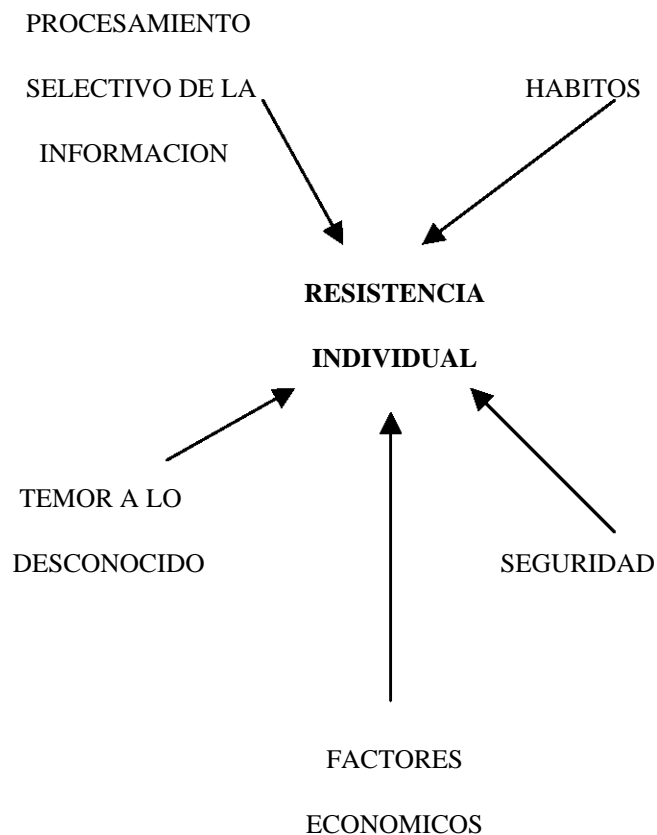 PROCESAMIENTO
SELECTIVO DE LA
INFORMACION
HABITOS
RESISTENCIA
INDIVIDUAL
TEMOR A LO
DESCONOCIDO
SEGURIDAD
FACTORES
ECONOMICOS